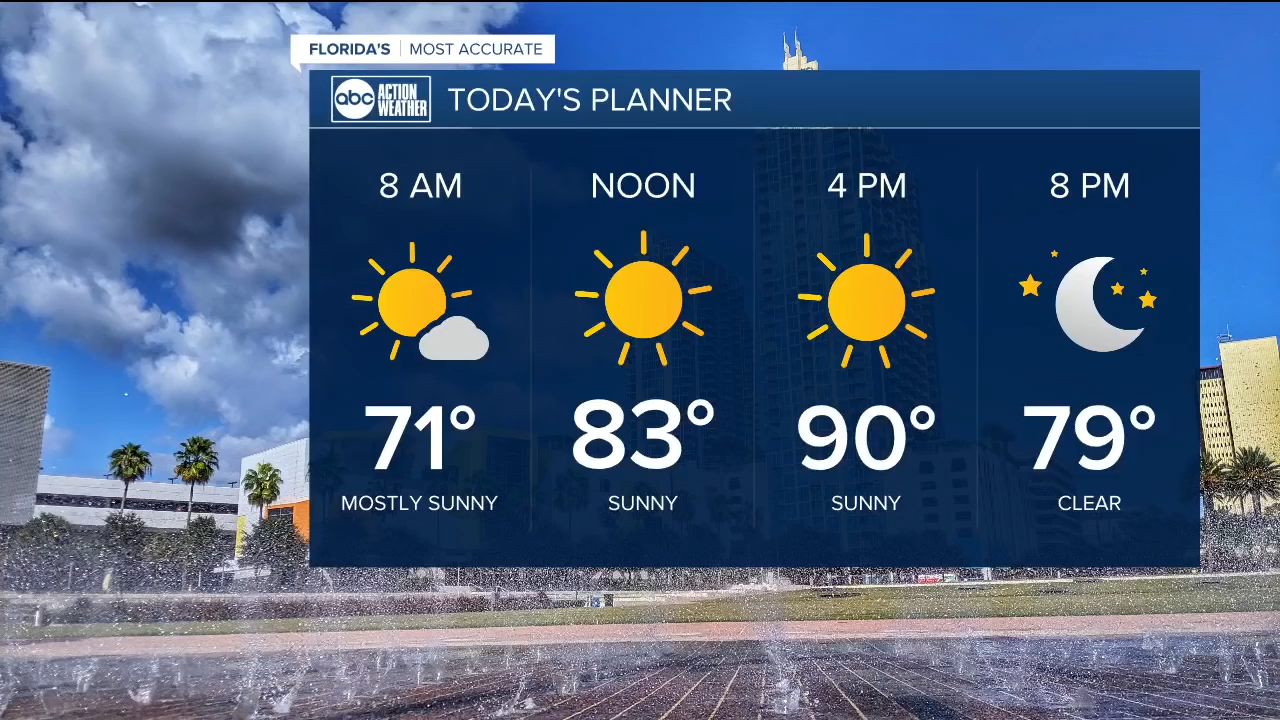 FLORIDA'S | MOST ACCURATE
abc ACTION WEATHER TODAY'S PLANNER
8 AM NOON 4 PM 8 PM
71° 83° 90° 79°
MOSTLY SUNNY SUNNY SUNNY CLEAR